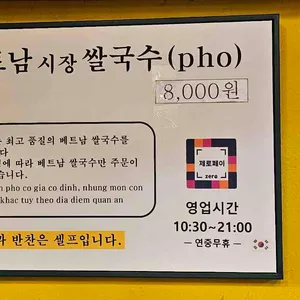 남 시장 쌀국수(pho)
8,000원
최고 품질의 베트남 쌀국수를
다
에 따라 베트남 쌀국수만 주문이
pho co gia co dinh, nhung mon con
khac tuy theo dia diem quan an
제로페이
zero
영업시간
10:30~21:00
— 연중무휴 —
반찬은 셀프입니다.